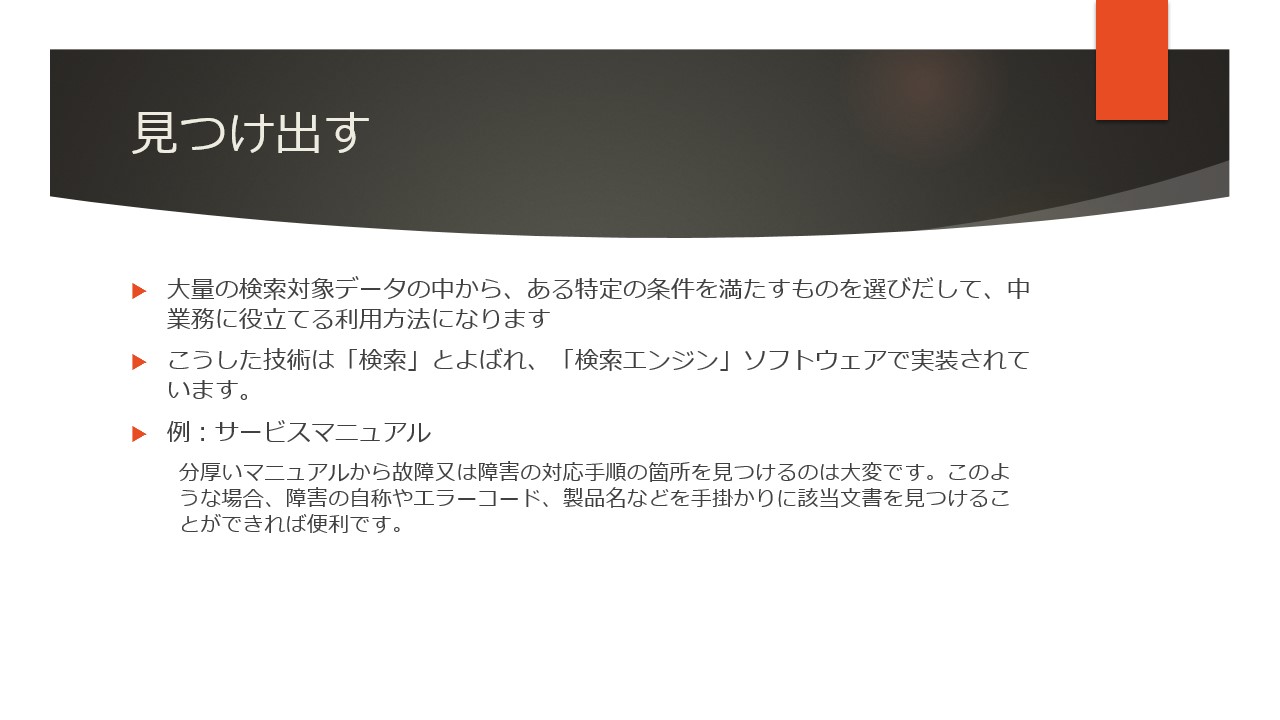 見つけ出す
大量の検索対象データの中から、ある特定の条件を満たすものを選びだして、中
業務に役立てる利用方法になります
こうした技術は「検索」とよばれ、「検索エンジン」ソフトウェアで実装されて
います。
例：サービスマニュアル
分厚いマニュアルから故障又は障害の対応手順の箇所を見つけるのは大変です。このよ
うな場合、障害の自称やエラーコード、製品名などを手掛かりに該当文書を見つけるこ
とができれば便利です。